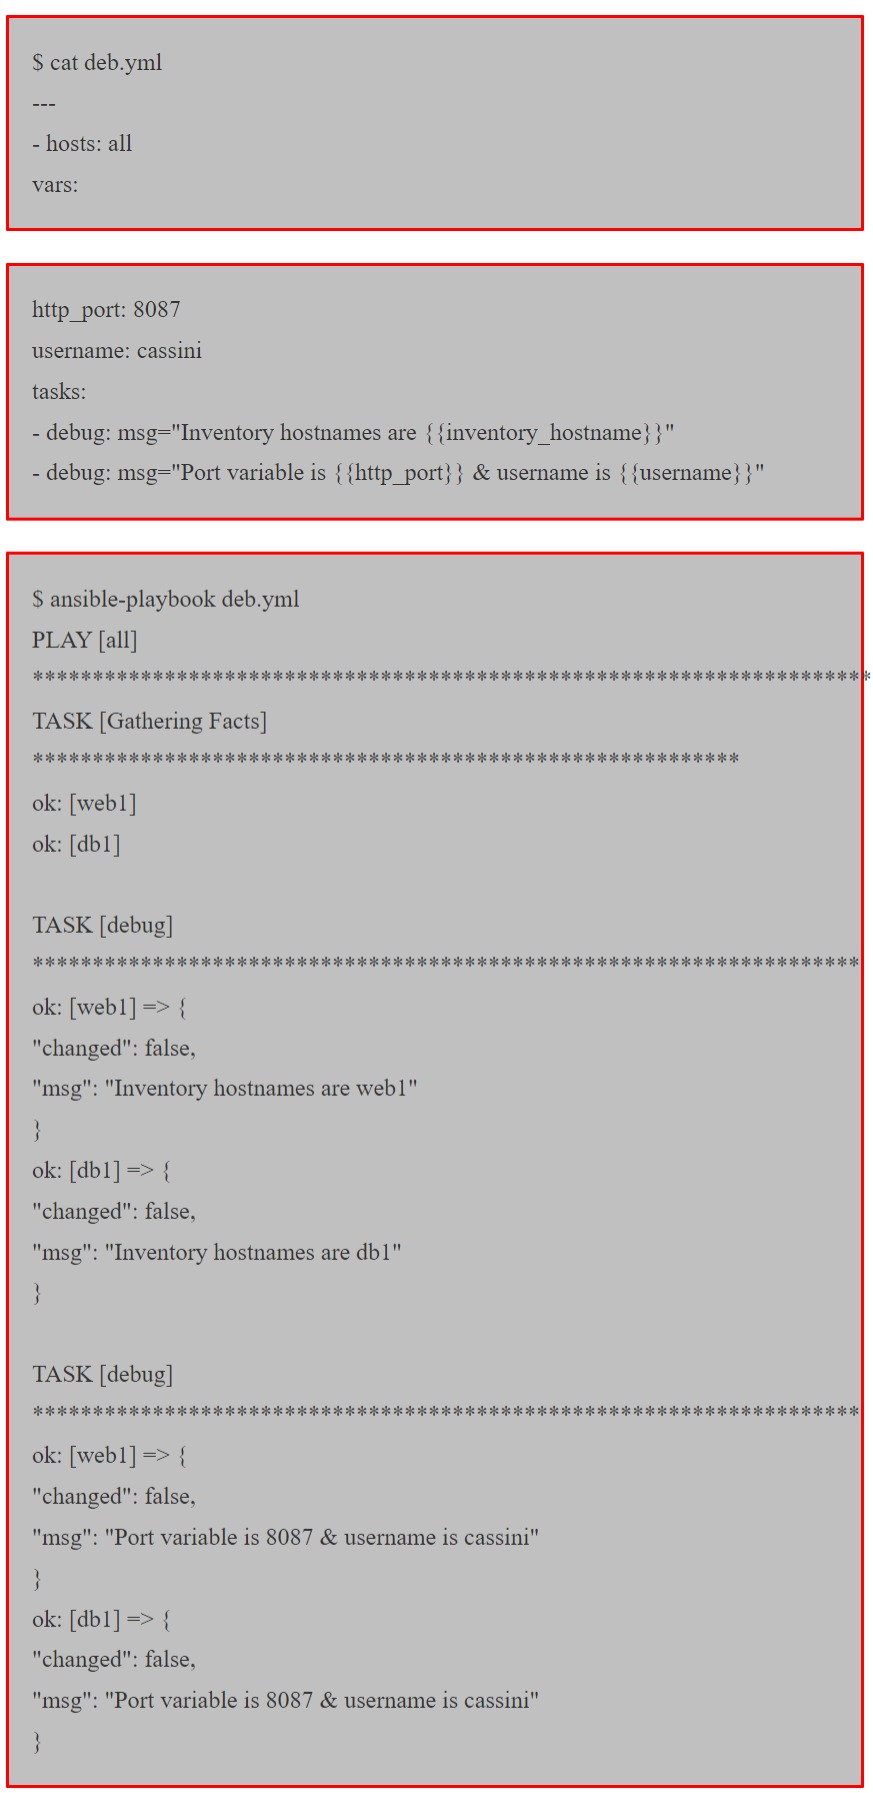 $ cat deb.yml
---
- hosts: all
vars:
http_port: 8087
username: cassini
tasks:
- debug: msg="Inventory hostnames are {{inventory_hostname}}"
- debug: msg="Port variable is {{http_port}} & username is {{username}}"
$ ansible-playbook deb.yml
PLAY [all]
**********************************************************************
TASK [Gathering Facts]
***********************************************************
ok: [web1]
ok: [db1]
TASK [debug]
*********************************************************************
ok: [web1] => {
"changed": false,
"msg": "Inventory hostnames are web1"
}
ok: [db1] => {
"changed": false,
"msg": "Inventory hostnames are db1"
}
TASK [debug]
*********************************************************************
ok: [web1] => {
"changed": false,
"msg": "Port variable is 8087 & username is cassini"
}
ok: [db1] => {
"changed": false,
"msg": "Port variable is 8087 & username is cassini"
}